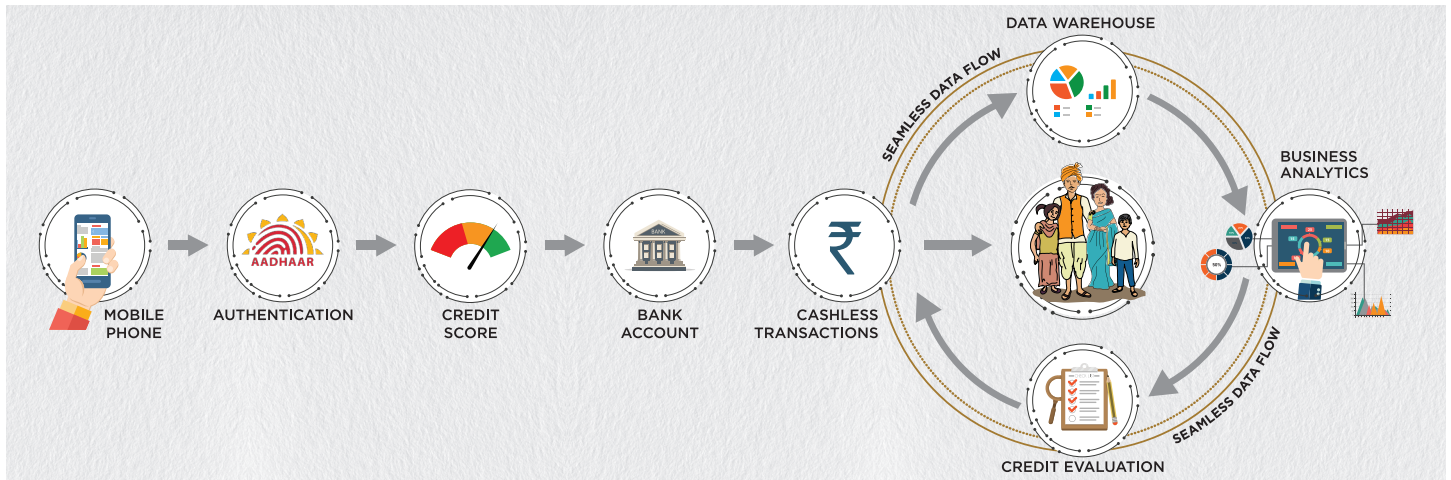 DATA WAREHOUSE
SEAMLESS DATA FLOW
BUSINESS
ANALYTICS
AADHAAR
BANK
₹
50%
MOBILE
PHONE
AUTHENTICATION
CREDIT
SCORE
BANK
ACCOUNT
CASHLESS
TRANSACTIONS
SEAMLESS DATA FLOW
CREDIT EVALUATION